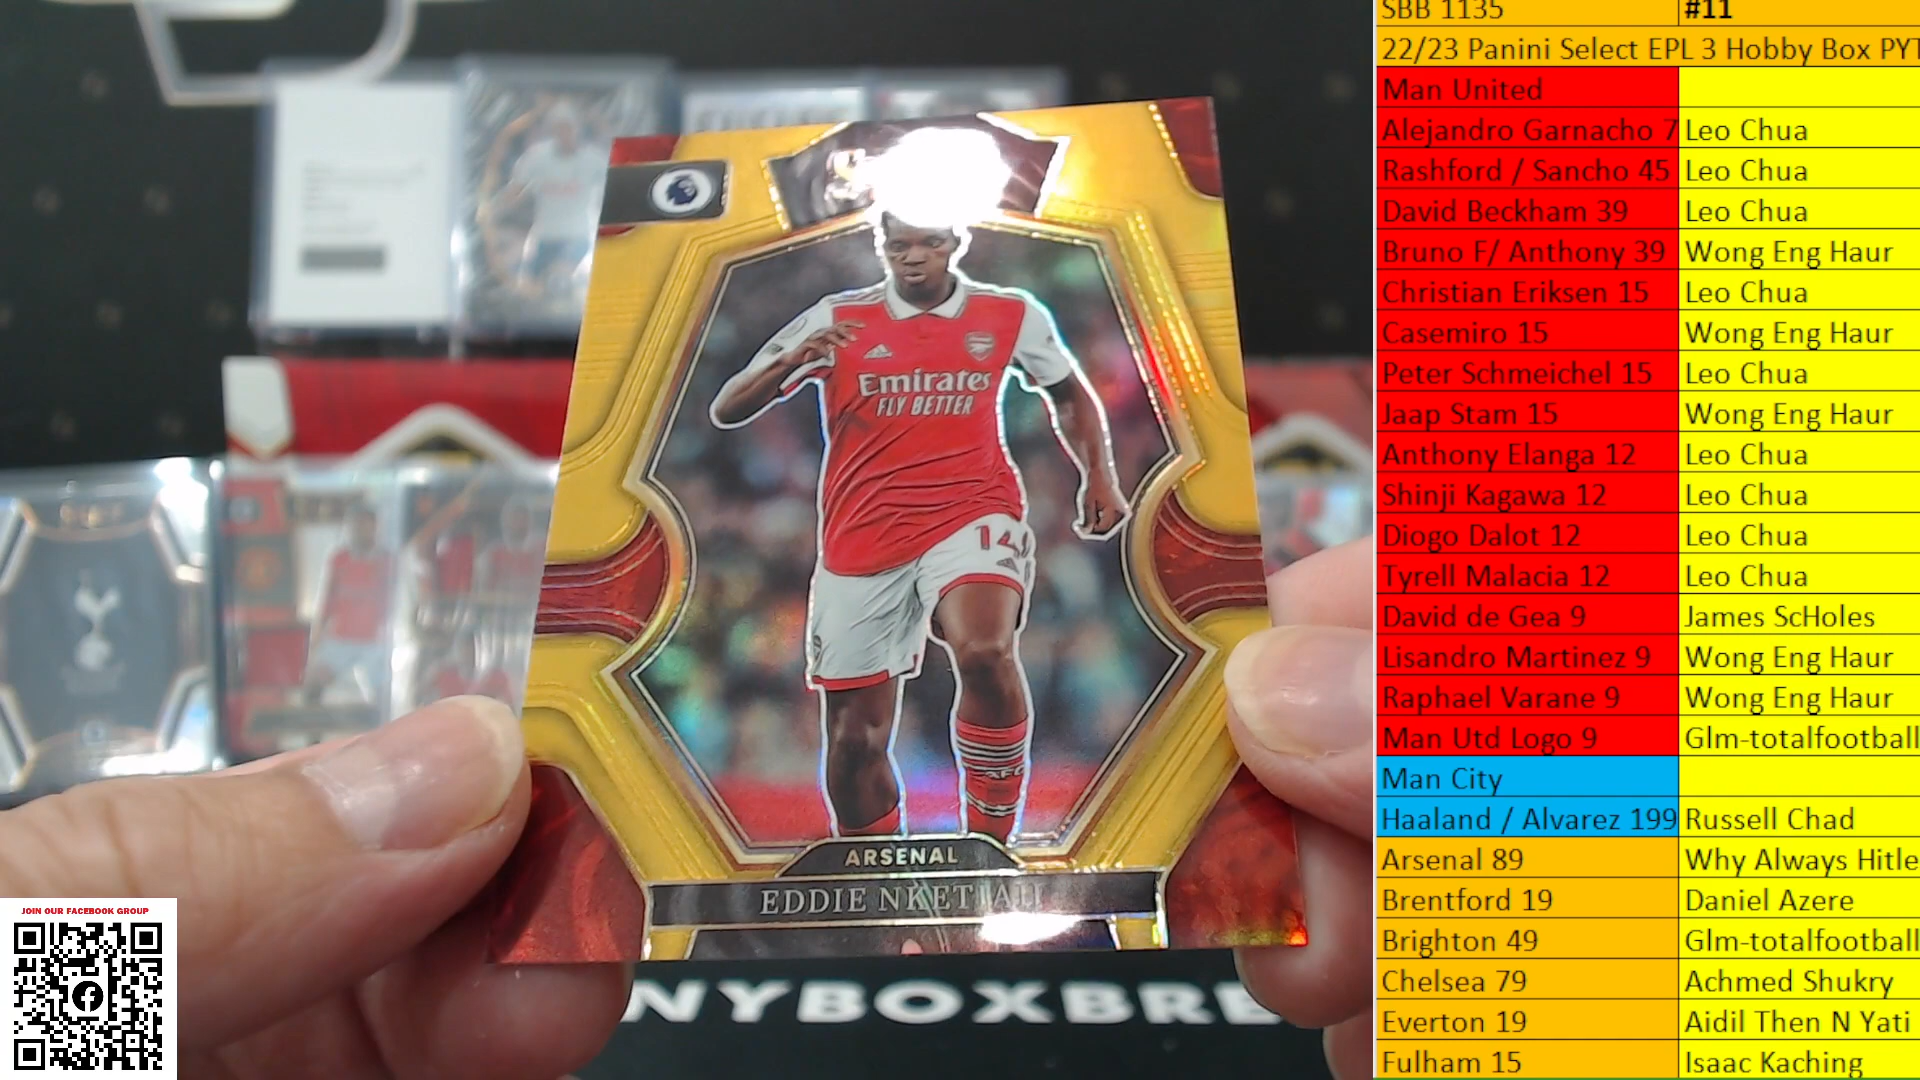 Emirates
FLY BETTER
14
AFC
ARSENAL
EDDIE NKETIAH
NYBOXBRE
JOIN OUR FACEBOOK GROUP
SBB 1135 #11
22/23 Panini Select EPL 3 Hobby Box PYT
Man United
Alejandro Garnacho 7 Leo Chua
Rashford / Sancho 45 Leo Chua
David Beckham 39 Leo Chua
Bruno F/ Anthony 39 Wong Eng Haur
Christian Eriksen 15 Leo Chua
Casemiro 15 Wong Eng Haur
Peter Schmeichel 15 Leo Chua
Jaap Stam 15 Wong Eng Haur
Anthony Elanga 12 Leo Chua
Shinji Kagawa 12 Leo Chua
Diogo Dalot 12 Leo Chua
Tyrell Malacia 12 Leo Chua
David de Gea 9 James ScHoles
Lisandro Martinez 9 Wong Eng Haur
Raphael Varane 9 Wong Eng Haur
Man Utd Logo 9 Glm-totalfootball
Man City
Haaland / Alvarez 199 Russell Chad
Arsenal 89 Why Always Hitle
Brentford 19 Daniel Azere
Brighton 49 Glm-totalfootball
Chelsea 79 Achmed Shukry
Everton 19 Aidil Then N Yati
Fulham 15 Isaac Kaching